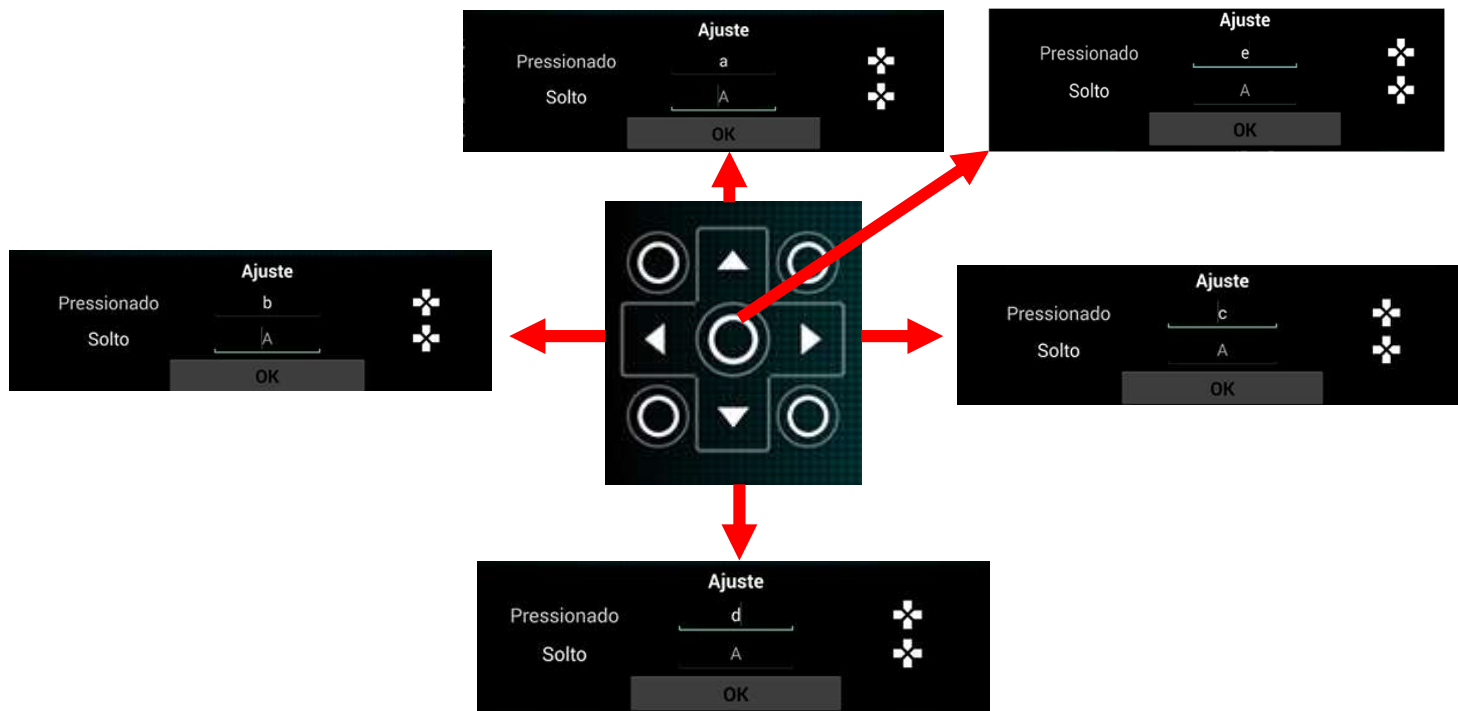 Ajuste
Pressionado a
Solto A
OK
Ajuste
Pressionado e
Solto A
OK
Ajuste
Pressionado b
Solto A
OK
Ajuste
Pressionado c
Solto A
OK
Ajuste
Pressionado d
Solto A
OK